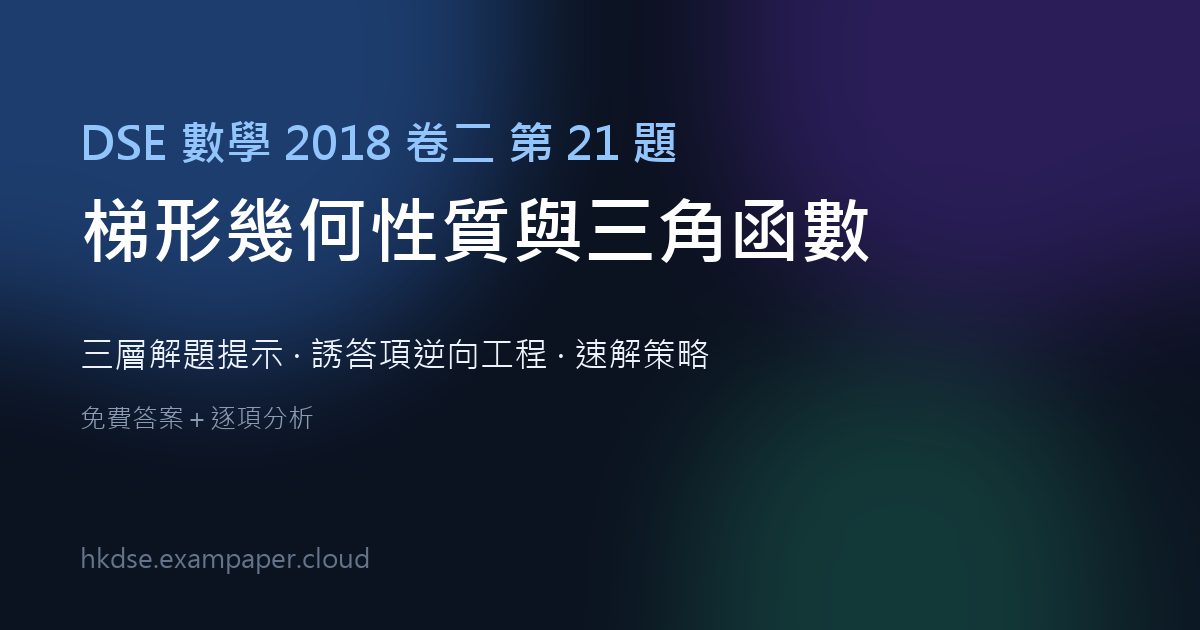 DSE 數學 2018 卷二 第 21 題
梯形幾何性質與三角函數
三層解題提示 · 誘答項逆向工程 · 速解策略
免費答案 + 逐項分析
hkdse.exampaper.cloud